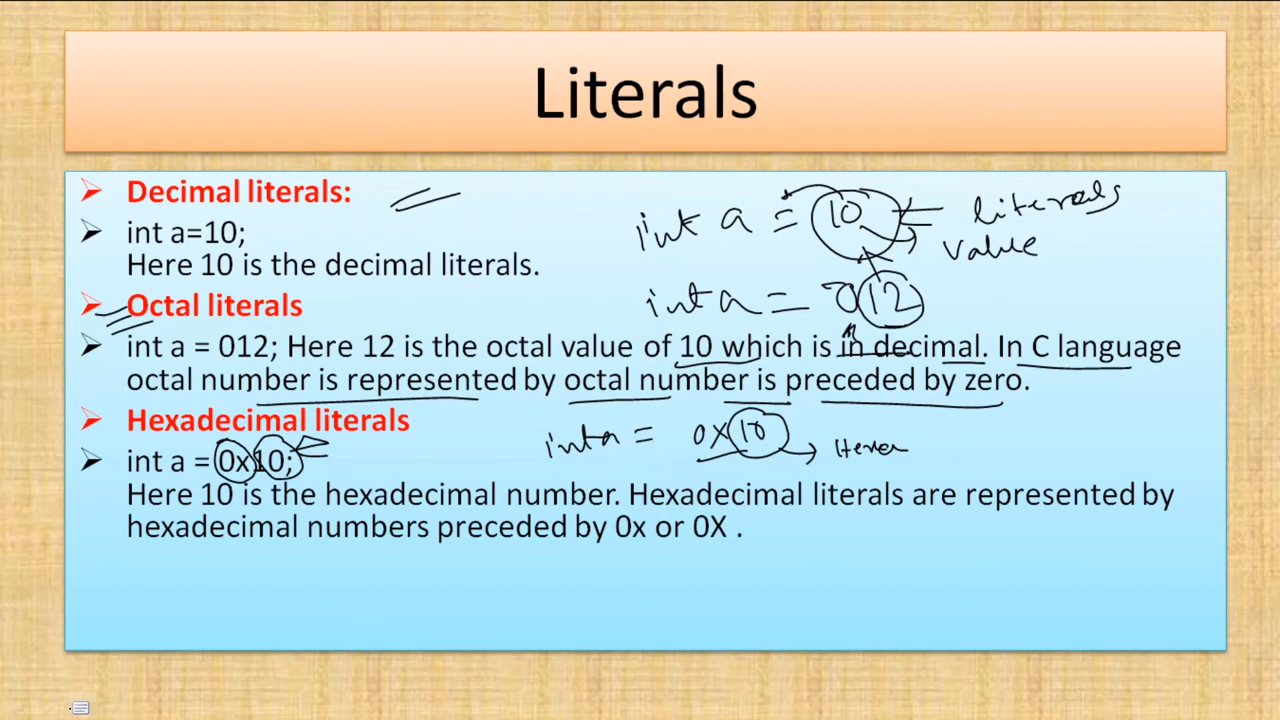 Literals
Decimal literals:
int a = 10 literals
int a=10;
value
Here 10 is the decimal literals.
int a = 012
Octal literals
int a = 012; Here 12 is the octal value of 10 which is in decimal. In C language
octal number is represented by octal number is preceded by zero.
Hexadecimal literals
int a = 0X10
int a = 0x10;
Here 10 is the hexadecimal number. Hexadecimal literals are represented by
hexadecimal numbers preceded by 0x or 0X .